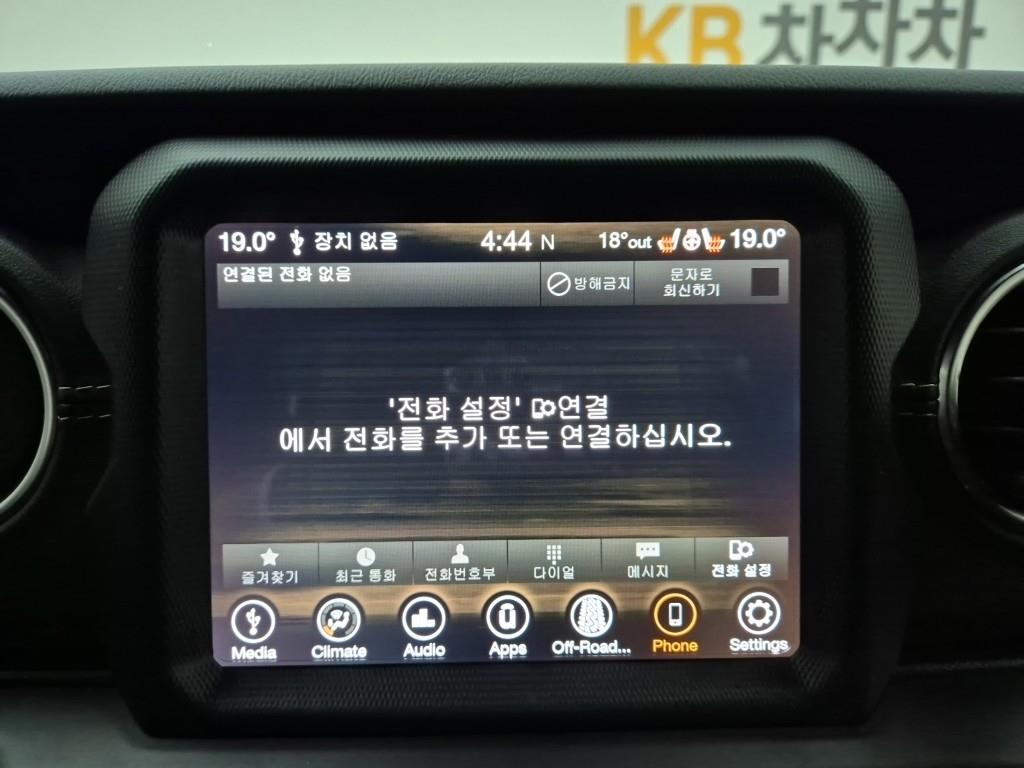 KB 차차차
19.0° 장치 없음 4:44 N 18°out 19.0°
연결된 전화 없음 방해금지 문자로 회신하기
'전화 설정' 연결
에서 전화를 추가 또는 연결하십시오.
즐겨찾기 최근 통화 전화번호부 다이얼 메시지 전화 설정
Media Climate Audio Apps Off-Road... Phone Settings